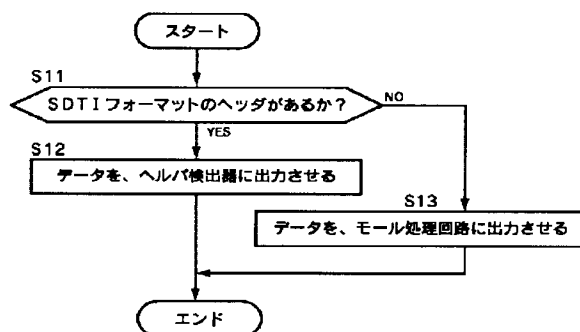 スタート
S11
SDTIフォーマットのヘッダがあるか?
NO
YES
S12
データを、ヘルパ検出器に出力させる
S13
データを、モール処理回路に出力させる
エンド